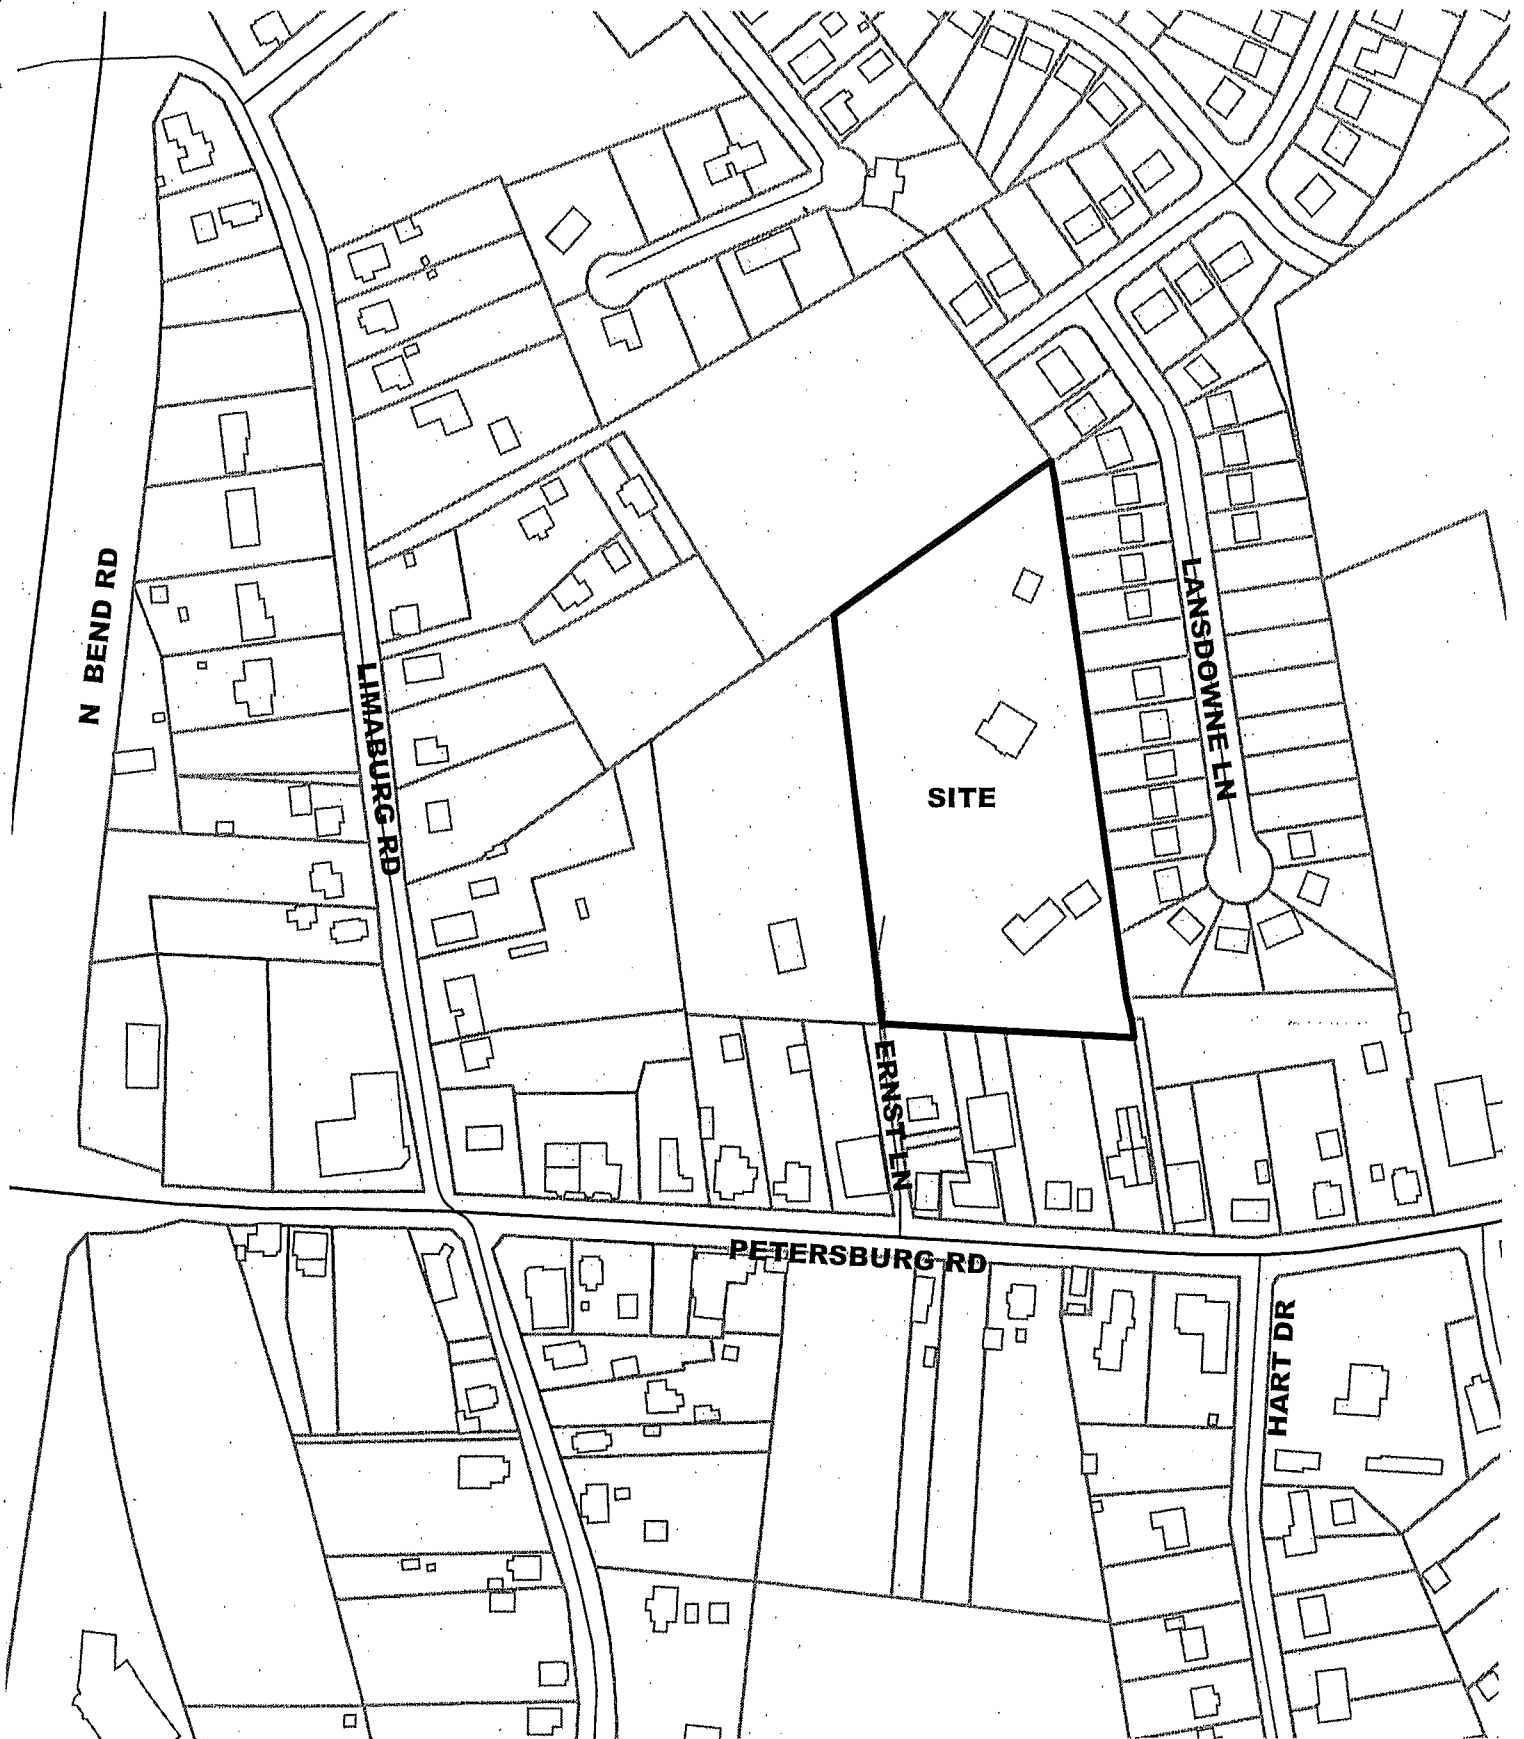 N BEND RD
LIMABURG RD
LANSDOWNE LN
SITE
ERNST LN
PETERSBURG RD
HART DR